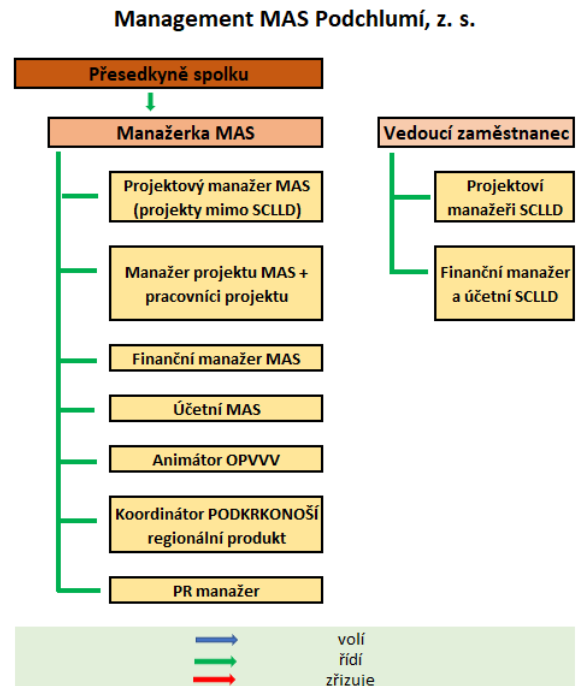 Management MAS Podchlumí, z. s.
Přesedkyně spolku
Manažerka MAS
Vedoucí zaměstnanec
Projektový manažer MAS
(projekty mimo SCLLD)
Projektoví
manažeři SCLLD
Manažer projektu MAS +
pracovníci projektu
Finanční manažer
a účetní SCLLD
Finanční manažer MAS
Účetní MAS
Animátor OPVVV
Koordinátor PODKRKONOŠÍ
regionální produkt
PR manažer
volí
řídí
zřizuje